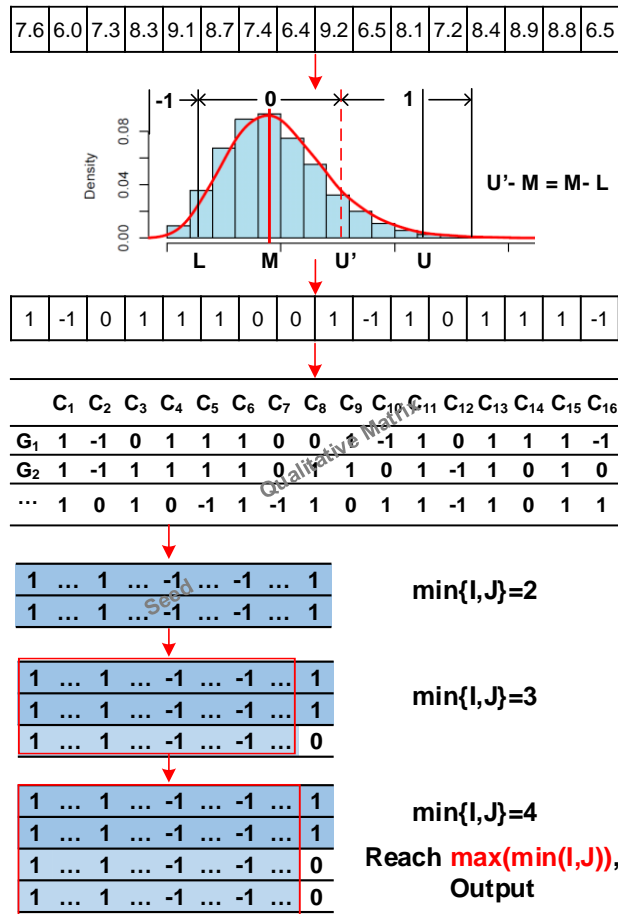 7.6 6.0 7.3 8.3 9.1 8.7 7.4 6.4 9.2 6.5 8.1 7.2 8.4 8.9 8.8 6.5
-1 0 1
Density
0.08
0.04
0.00
U'- M = M- L
L M U' U
1 -1 0 1 1 1 0 0 1 -1 1 0 1 1 1 -1
C1 C2 C3 C4 C5 C6 C7 C8 C9 C10 C11 C12 C13 C14 C15 C16
G1 1 -1 0 1 1 1 0 0 1 -1 1 0 1 1 1 -1
G2 1 -1 1 1 1 1 0 1 1 0 1 -1 1 0 1 0
... 1 0 1 0 -1 1 -1 1 0 1 1 -1 1 0 1 1
Qualitative Matrix
1 ... 1 ... -1 ... -1 ... 1
1 ... 1 ... -1 ... -1 ... 1
Seed
min{I,J}=2
1 ... 1 ... -1 ... -1 ... 1
1 ... 1 ... -1 ... -1 ... 1
1 ... 1 ... -1 ... -1 ... 0
min{I,J}=3
1 ... 1 ... -1 ... -1 ... 1
1 ... 1 ... -1 ... -1 ... 1
1 ... 1 ... -1 ... -1 ... 0
1 ... 1 ... -1 ... -1 ... 0
min{I,J}=4
Reach max(min(I,J)),
Output